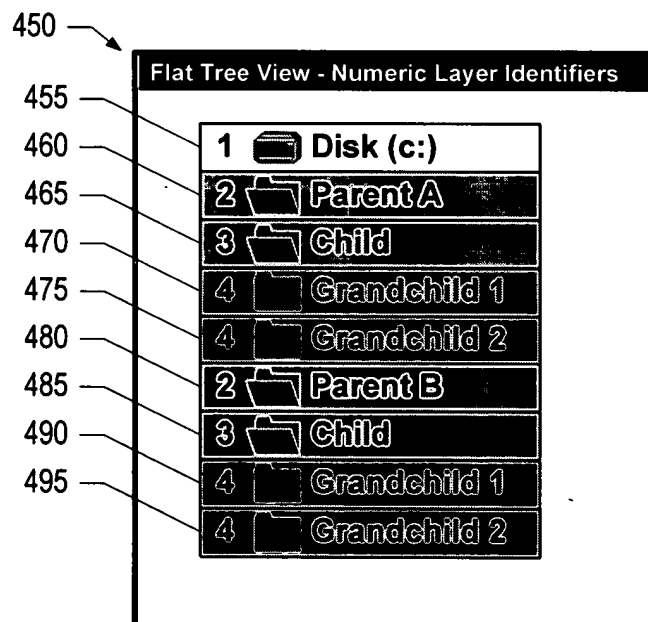 450
Flat Tree View - Numeric Layer Identifiers
455 1 Disk (c:)
460 2 Parent A
465 3 Child
470 4 Grandchild 1
475 4 Grandchild 2
480 2 Parent B
485 3 Child
490 4 Grandchild 1
495 4 Grandchild 2